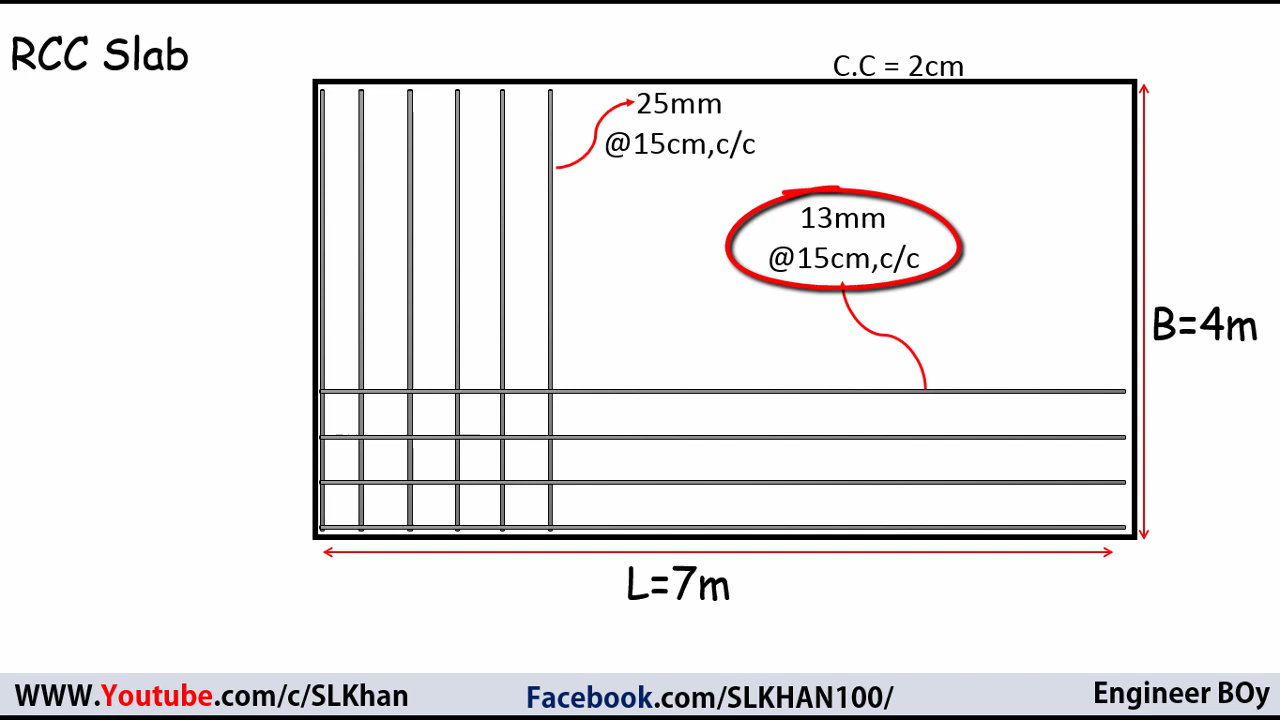 RCC Slab
C.C = 2cm
25mm
@15cm,c/c
13mm
@15cm,c/c
B=4m
L=7m
WWW.Youtube.com/c/SLKhan
Facebook.com/SLKHAN100/
Engineer BOy